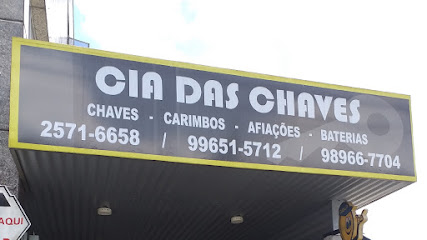 CIA DAS CHAVES
CHAVES - CARIMBOS - AFIAÇÕES - BATERIAS
2571-6658 / 99651-5712 / 98966-7704
AQUI